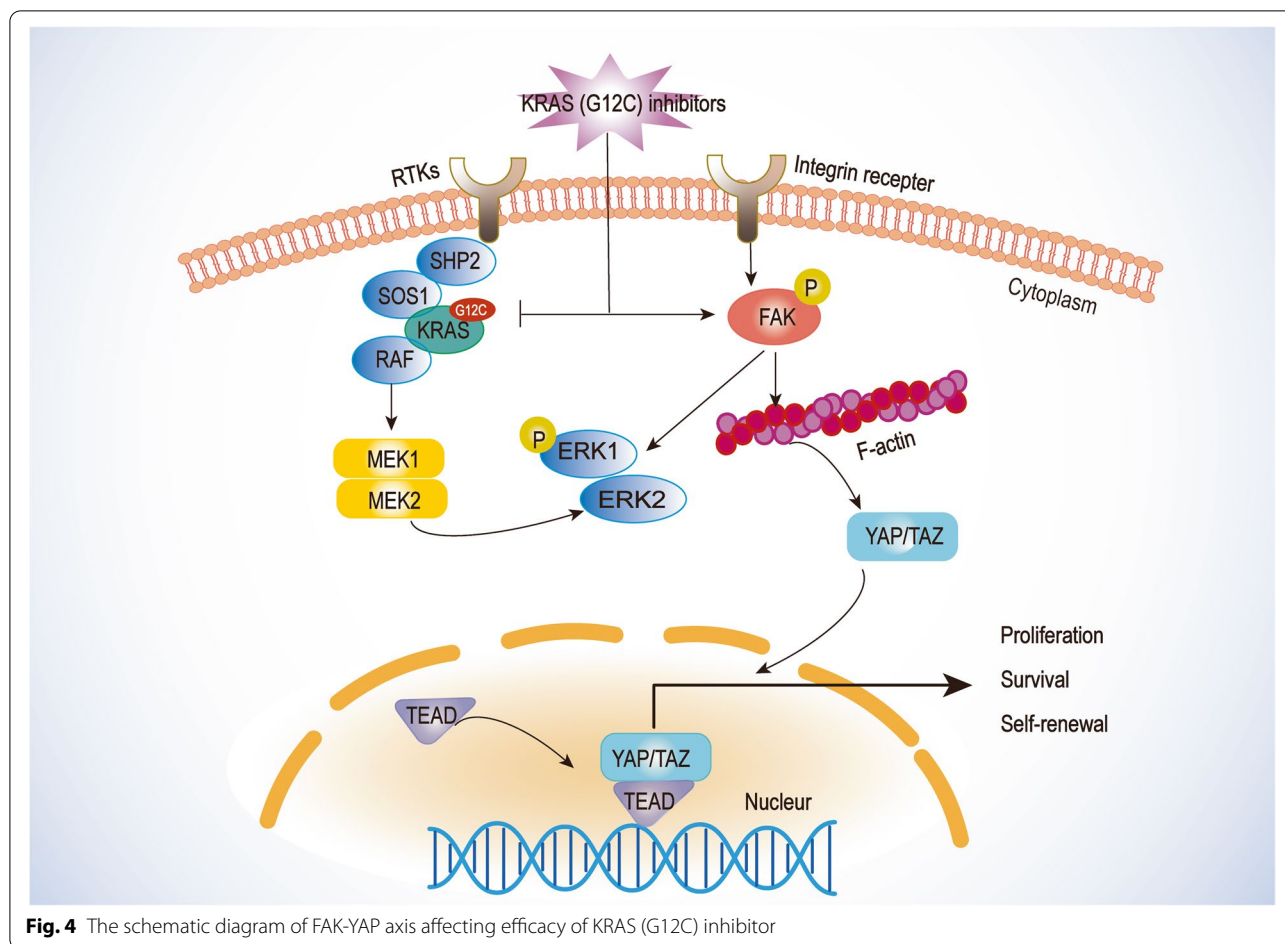 KRAS (G12C) inhibitors
RTKs
Integrin recepter
SHP2
SOS1
G12C
KRAS
RAF
P
FAK
Cytoplasm
F-actin
MEK1
MEK2
P
ERK1
ERK2
YAP/TAZ
Proliferation
Survival
Self-renewal
TEAD
YAP/TAZ
TEAD
Nucleur
Fig. 4 The schematic diagram of FAK-YAP axis affecting efficacy of KRAS (G12C) inhibitor